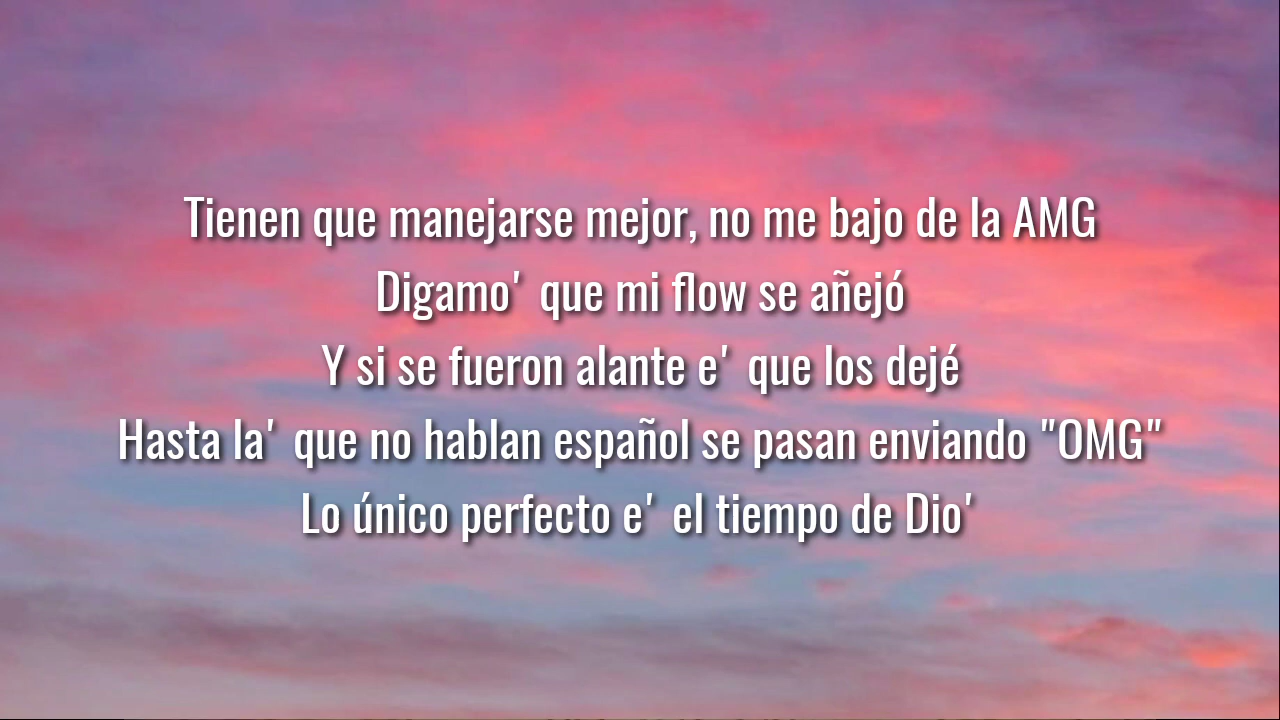 Tienen que manejarse mejor, no me bajo de la AMG
Digamo' que mi flow se añejó
Y si se fueron alante e' que los dejé
Hasta la' que no hablan español se pasan enviando "OMG"
Lo único perfecto e' el tiempo de Dio'